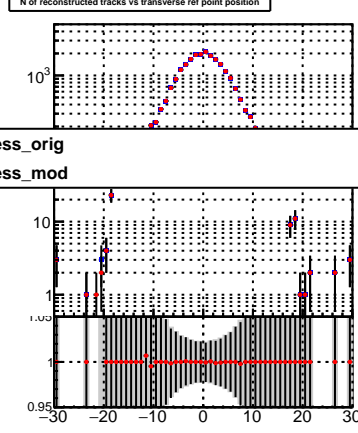 N of reconstructed tracks vs transverse ref point position
10³
ess_orig
ess_mod
10
1
1.05
1
0.95
−30 −20 −10 0 10 20 30